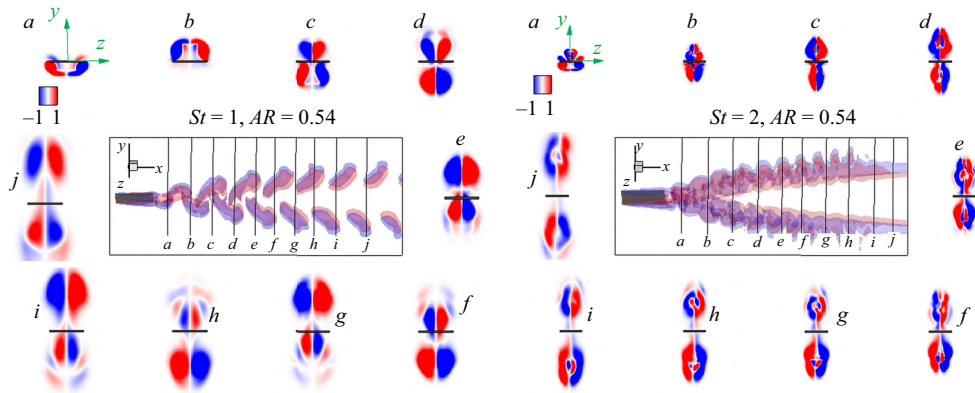 a
y
z
b
c
d
−1 1
St = 1, AR = 0.54
j
y
x
z
a b c d e f g h i j
e
i
h
g
f
a
y
z
b
c
d
−1 1
St = 2, AR = 0.54
j
y
x
z
a b c d e f g h i j
e
i
h
g
f